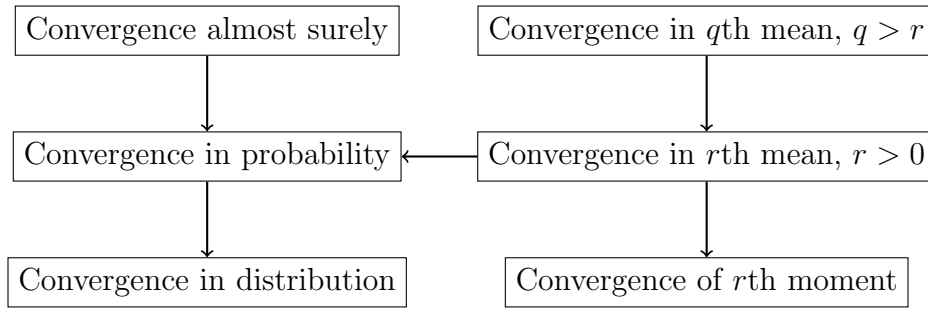 Convergence almost surely
Convergence in qth mean, q > r
Convergence in probability
Convergence in rth mean, r > 0
Convergence in distribution
Convergence of rth moment